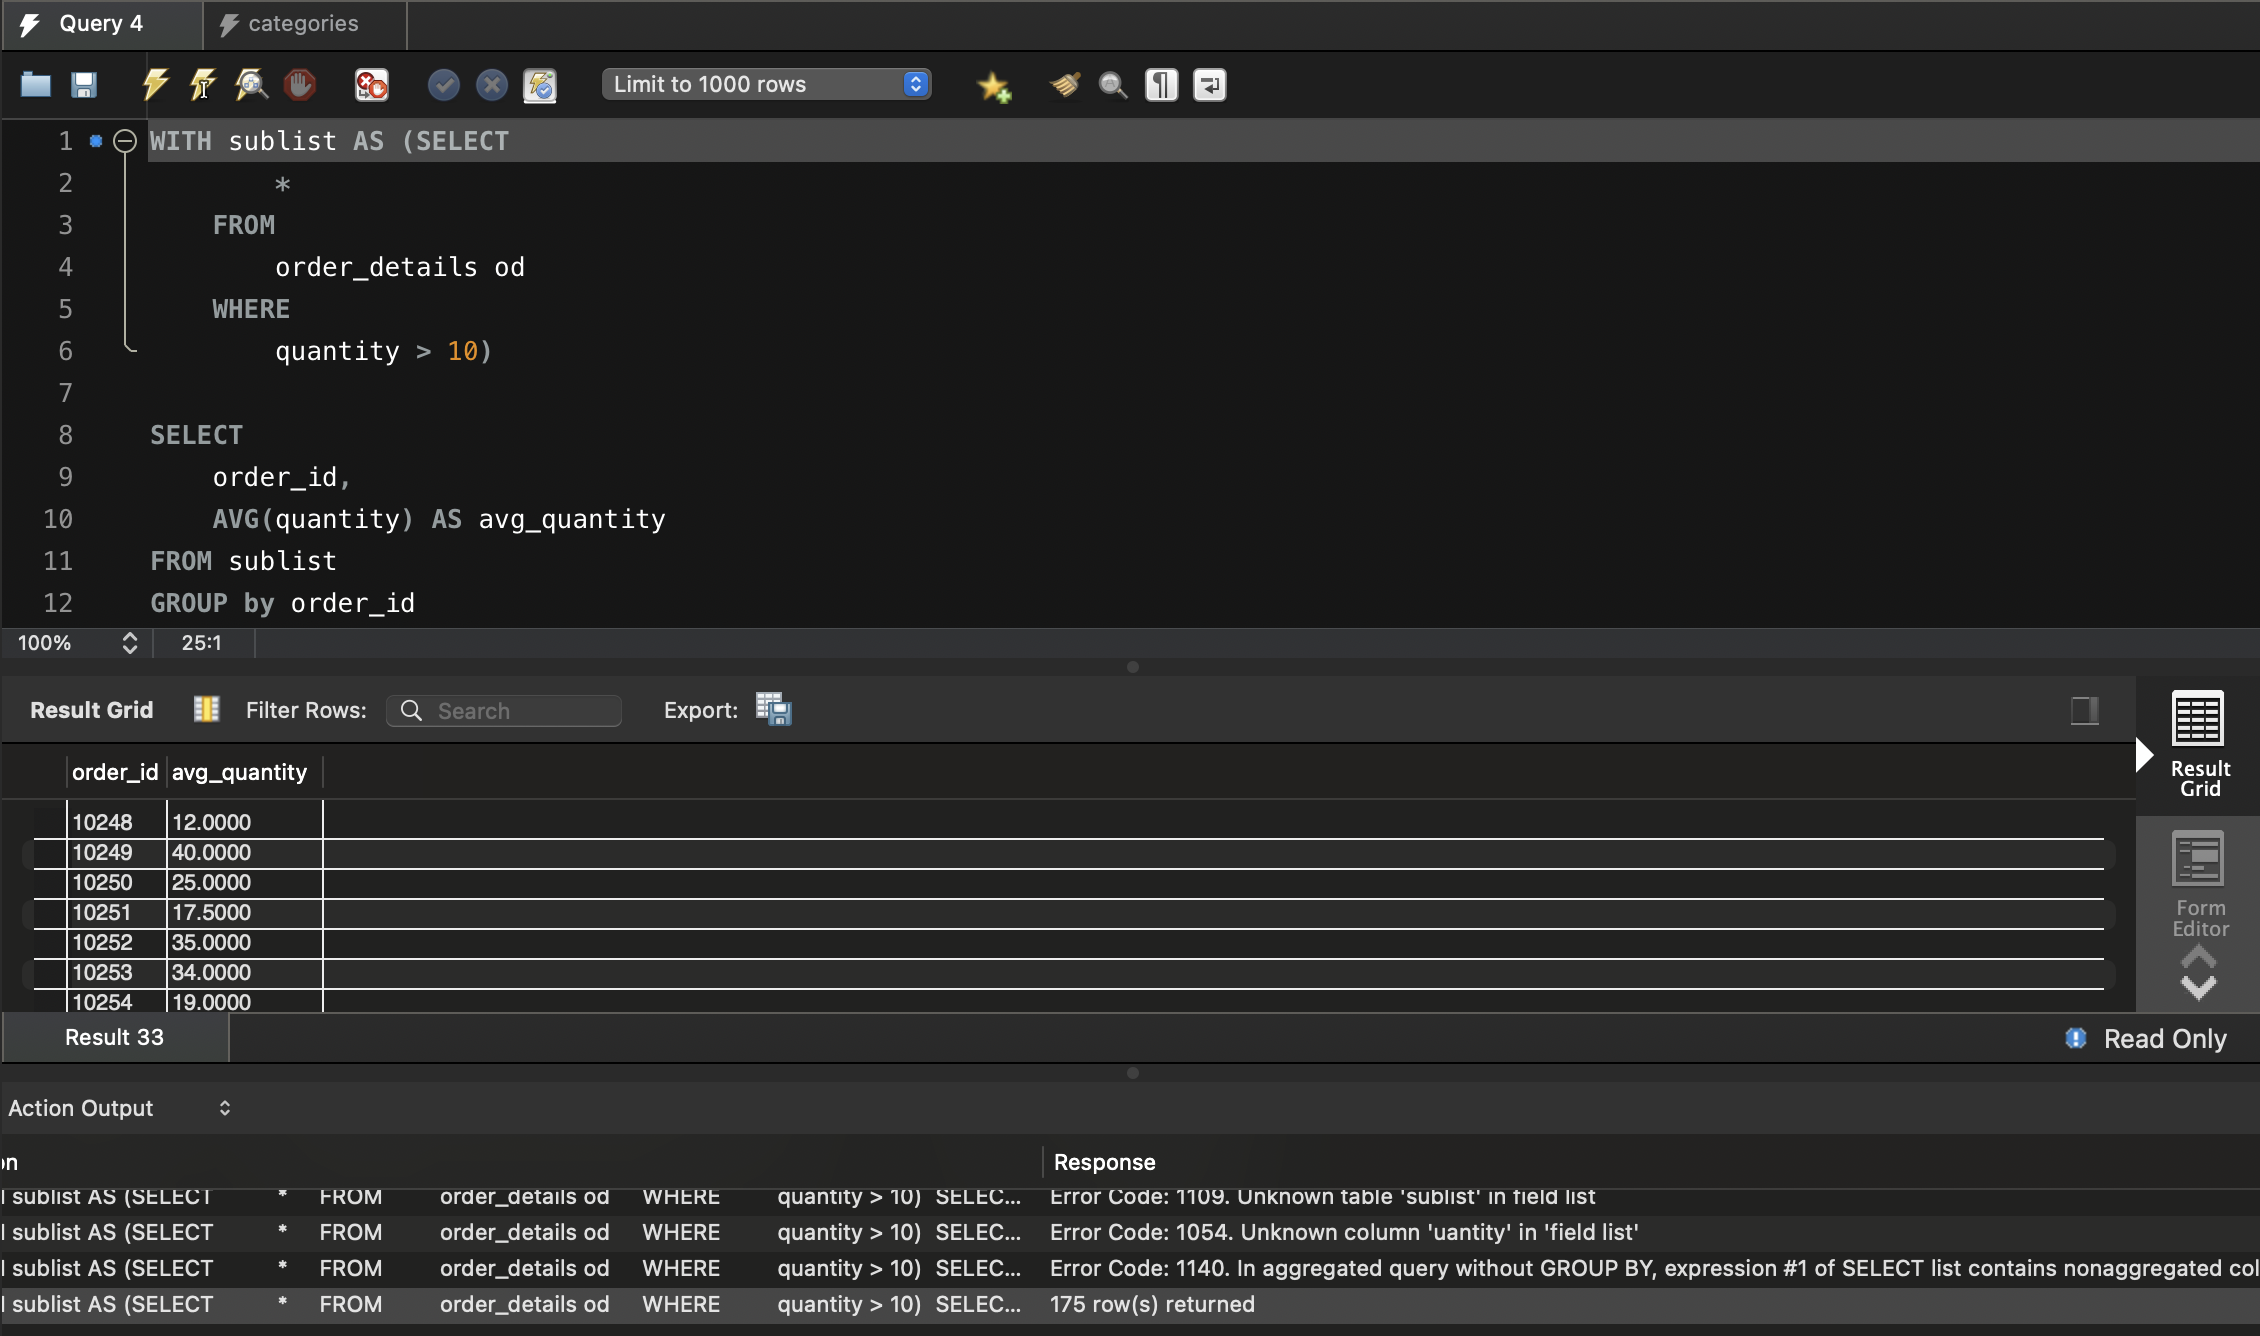 Query 4
categories
Limit to 1000 rows
1 WITH sublist AS (SELECT
2 *
3 FROM
4 order_details od
5 WHERE
6 quantity > 10)
7
8 SELECT
9 order_id,
10 AVG(quantity) AS avg_quantity
11 FROM sublist
12 GROUP by order_id
100% 25:1
Result Grid Filter Rows: Search Export:
order_id avg_quantity
10248 12.0000
10249 40.0000
10250 25.0000
10251 17.5000
10252 35.0000
10253 34.0000
10254 19.0000
Result
Grid
Form
Editor
Result 33
Read Only
Action Output
on Response
sublist AS (SELECT * FROM order_details od WHERE quantity > 10) SELEC... Error Code: 1109. Unknown table 'sublist' in field list
sublist AS (SELECT * FROM order_details od WHERE quantity > 10) SELEC... Error Code: 1054. Unknown column 'uantity' in 'field list'
sublist AS (SELECT * FROM order_details od WHERE quantity > 10) SELEC... Error Code: 1140. In aggregated query without GROUP BY, expression #1 of SELECT list contains nonaggregated col
sublist AS (SELECT * FROM order_details od WHERE quantity > 10) SELEC... 175 row(s) returned